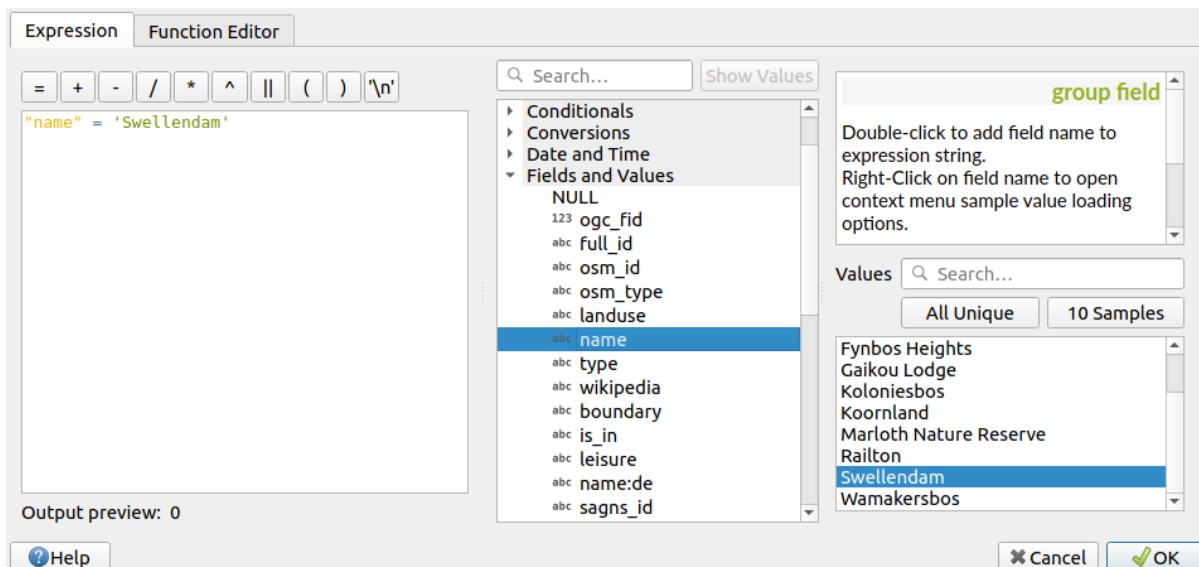 Expression
Function Editor
= + - / * ^ || ( ) '\n'
"name" = 'Swellendam'
Output preview: 0
Search...
Show Values
Conditionals
Conversions
Date and Time
Fields and Values
NULL
123 ogc_fid
abc full_id
abc osm_id
abc osm_type
abc landuse
abc name
abc type
abc wikipedia
abc boundary
abc is_in
abc leisure
abc name:de
abc sagns_id
group field
Double-click to add field name to
expression string.
Right-Click on field name to open
context menu sample value loading
options.
Values
Search...
All Unique
10 Samples
Fynbos Heights
Gaikou Lodge
Koloniesbos
Koornland
Marloth Nature Reserve
Railton
Swellendam
Wamakersbos
?Help
Cancel
OK